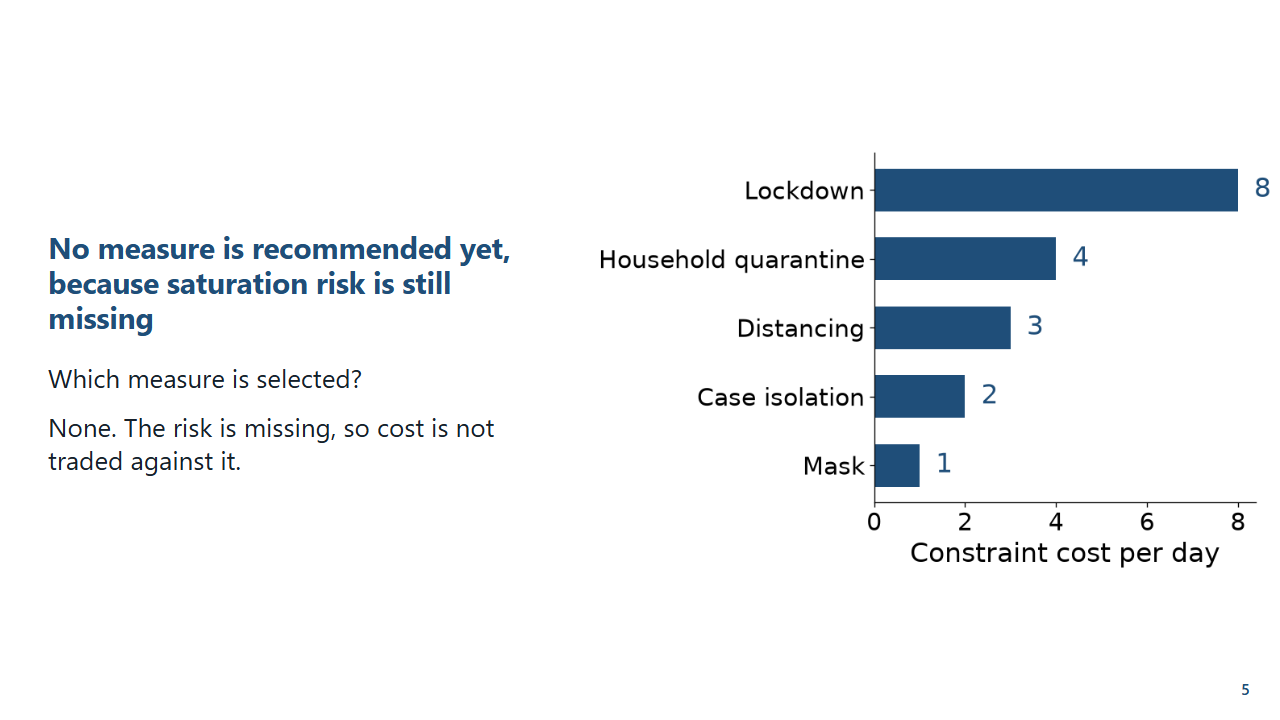 No measure is recommended yet,
because saturation risk is still
missing
Which measure is selected?
None. The risk is missing, so cost is not
traded against it.
Lockdown
8
Household quarantine
4
Distancing
3
Case isolation
2
Mask
1
0 2 4 6 8
Constraint cost per day
5